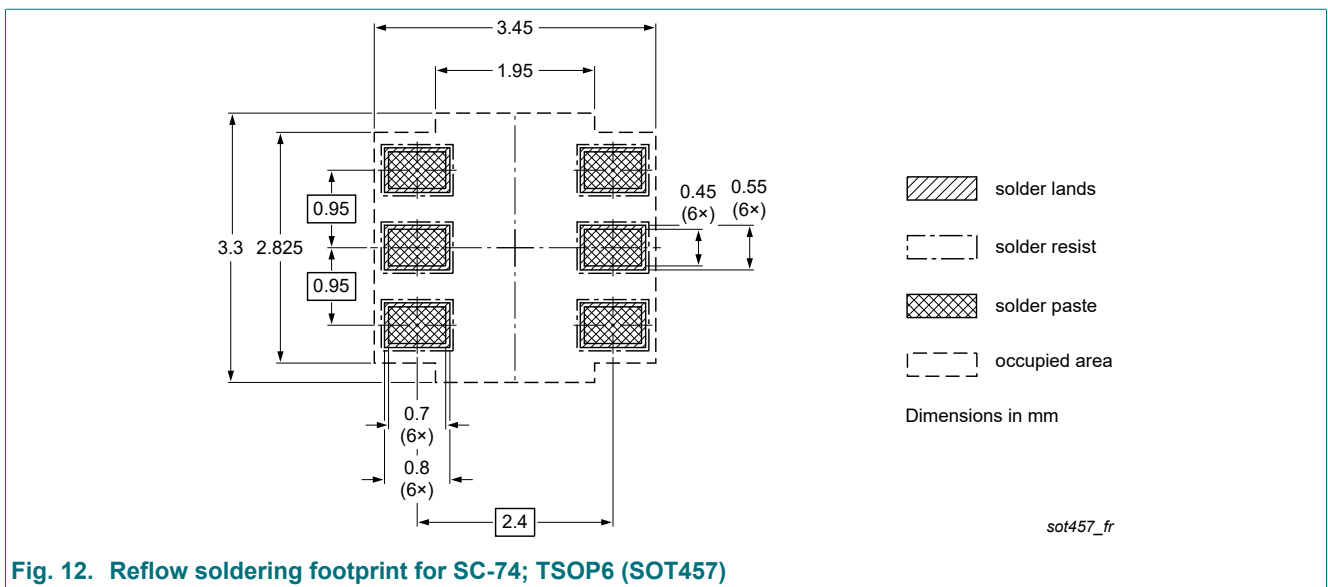 3.45
1.95
0.95
3.3 2.825
0.95
0.45
(6×)
0.55
(6×)
0.7
(6×)
0.8
(6×)
2.4
solder lands
solder resist
solder paste
occupied area
Dimensions in mm
sot457_fr
Fig. 12. Reflow soldering footprint for SC-74; TSOP6 (SOT457)